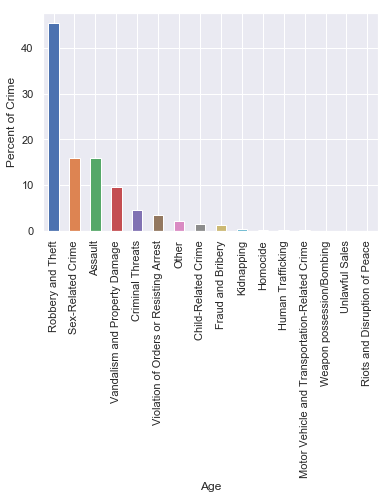 Percent of Crime
40
30
20
10
0
Robbery and Theft
Sex-Related Crime
Assault
Vandalism and Property Damage
Criminal Threats
Violation of Orders or Resisting Arrest
Other
Child-Related Crime
Fraud and Bribery
Kidnapping
Homocide
Human Trafficking
Motor Vehicle and Transportation-Related Crime
Weapon possession/Bombing
Unlawful Sales
Riots and Disruption of Peace
Age